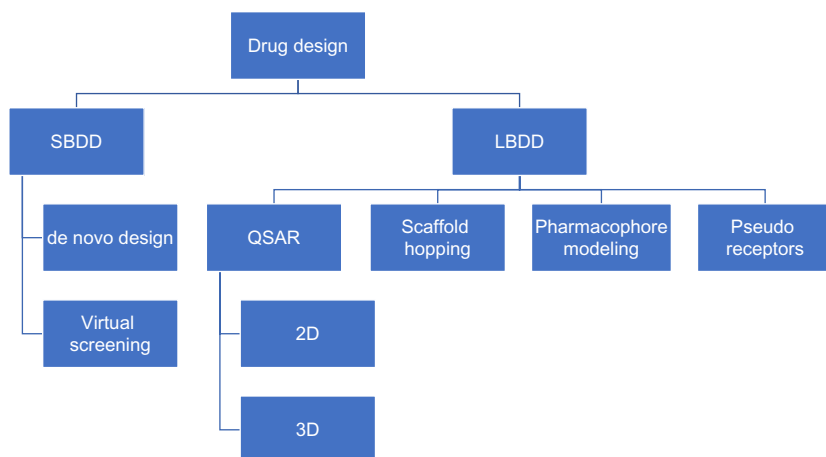 Drug design
SBDD
LBDD
de novo design
QSAR
Scaffold
hopping
Pharmacophore
modeling
Pseudo
receptors
Virtual
screening
2D
3D